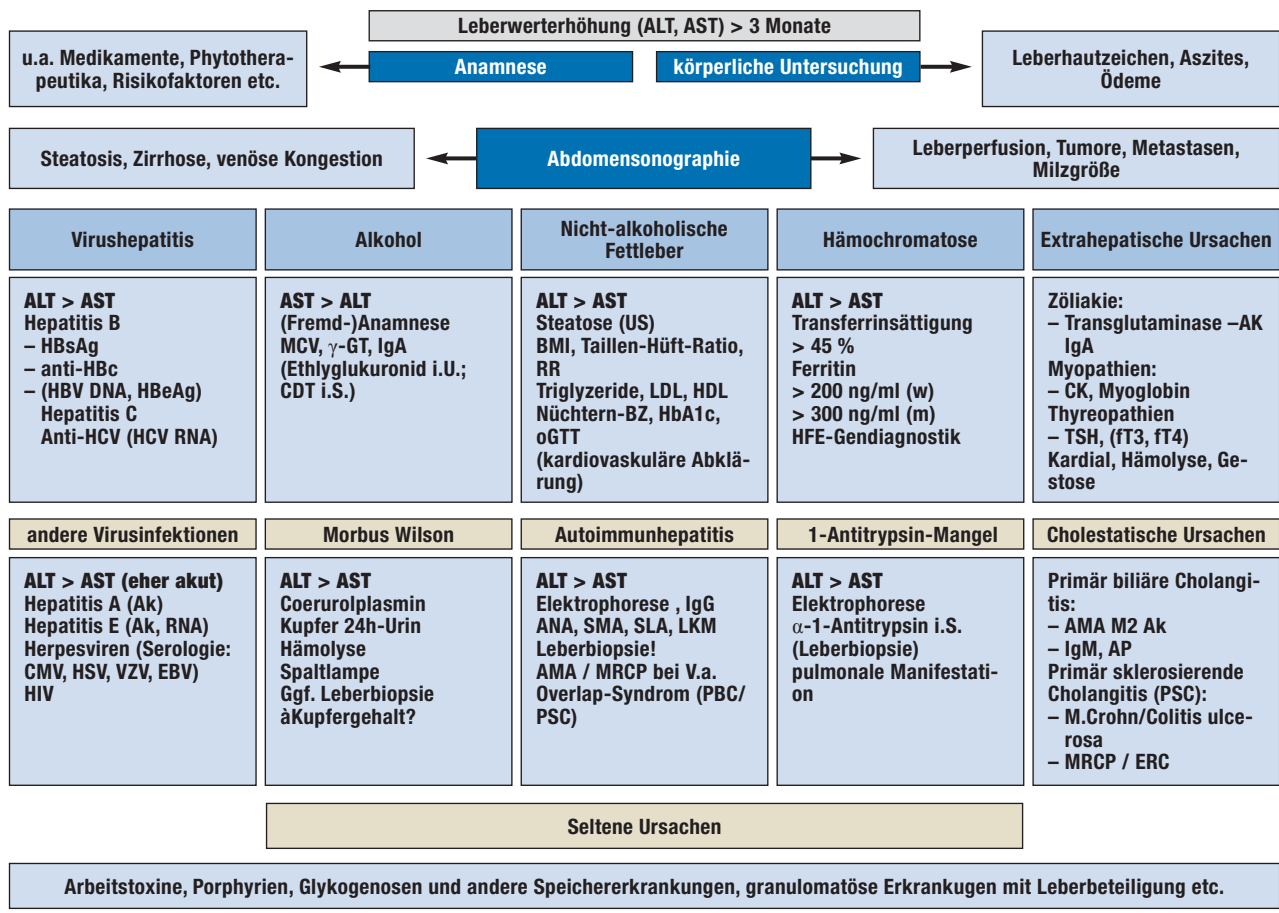 Leberwerterhöhung (ALT, AST) > 3 Monate
u.a. Medikamente, Phytothera-
peutika, Risikofaktoren etc.
Anamnese
körperliche Untersuchung
Leberhautzeichen, Aszites,
Ödeme
Steatosis, Zirrhose, venöse Kongestion
Abdomensonographie
Leberperfusion, Tumore, Metastasen,
Milzgröße
Virushepatitis
Alkohol
Nicht-alkoholische
Fettleber
Hämochromatose
Extrahepatische Ursachen
ALT > AST
Hepatitis B
– HBsAg
– anti-HBc
– (HBV DNA, HBeAg)
Hepatitis C
Anti-HCV (HCV RNA)
AST > ALT
(Fremd-)Anamnese
MCV, γ-GT, IgA
(Ethlyglukuronid i.U.;
CDT i.S.)
ALT > AST
Steatose (US)
BMI, Taillen-Hüft-Ratio,
RR
Triglyzeride, LDL, HDL
Nüchtern-BZ, HbA1c,
oGTT
(kardiovaskuläre Abklä-
rung)
ALT > AST
Transferrinsättigung
> 45 %
Ferritin
> 200 ng/ml (w)
> 300 ng/ml (m)
HFE-Gendiagnostik
Zöliakie:
– Transglutaminase –AK
IgA
Myopathien:
– CK, Myoglobin
Thyreopathien
– TSH, (fT3, fT4)
Kardial, Hämolyse, Ge-
stose
andere Virusinfektionen
Morbus Wilson
Autoimmunhepatitis
1-Antitrypsin-Mangel
Cholestatische Ursachen
ALT > AST (eher akut)
Hepatitis A (Ak)
Hepatitis E (Ak, RNA)
Herpesviren (Serologie:
CMV, HSV, VZV, EBV)
HIV
ALT > AST
Coerurolplasmin
Kupfer 24h-Urin
Hämolyse
Spaltlampe
Ggf. Leberbiopsie
àKupfergehalt?
ALT > AST
Elektrophorese , IgG
ANA, SMA, SLA, LKM
Leberbiopsie!
AMA / MRCP bei V.a.
Overlap-Syndrom (PBC/
PSC)
ALT > AST
Elektrophorese
α-1-Antitrypsin i.S.
(Leberbiopsie)
pulmonale Manifestati-
on
Primär biliäre Cholangi-
tis:
– AMA M2 Ak
– IgM, AP
Primär sklerosierende
Cholangitis (PSC):
– M.Crohn/Colitis ulce-
rosa
– MRCP / ERC
Seltene Ursachen
Arbeitstoxine, Porphyrien, Glykogenosen und andere Speichererkrankungen, granulomatöse Erkrankugen mit Leberbeteiligung etc.